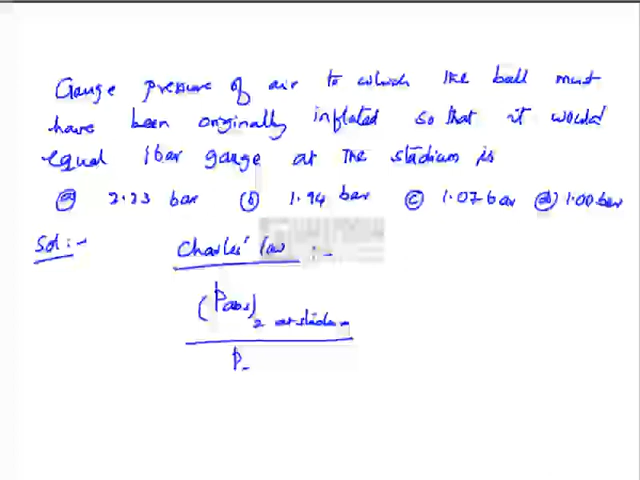 Gauge pressure of air to which the ball must
have been originally inflated so that it would
equal 1 bar gauge at the stadium is
(a) 2.23 bar (b) 1.94 bar (c) 1.07 bar (d) 1.00 bar
Sol :-
Charles' law :-
(Pabs)2 at stadium
P